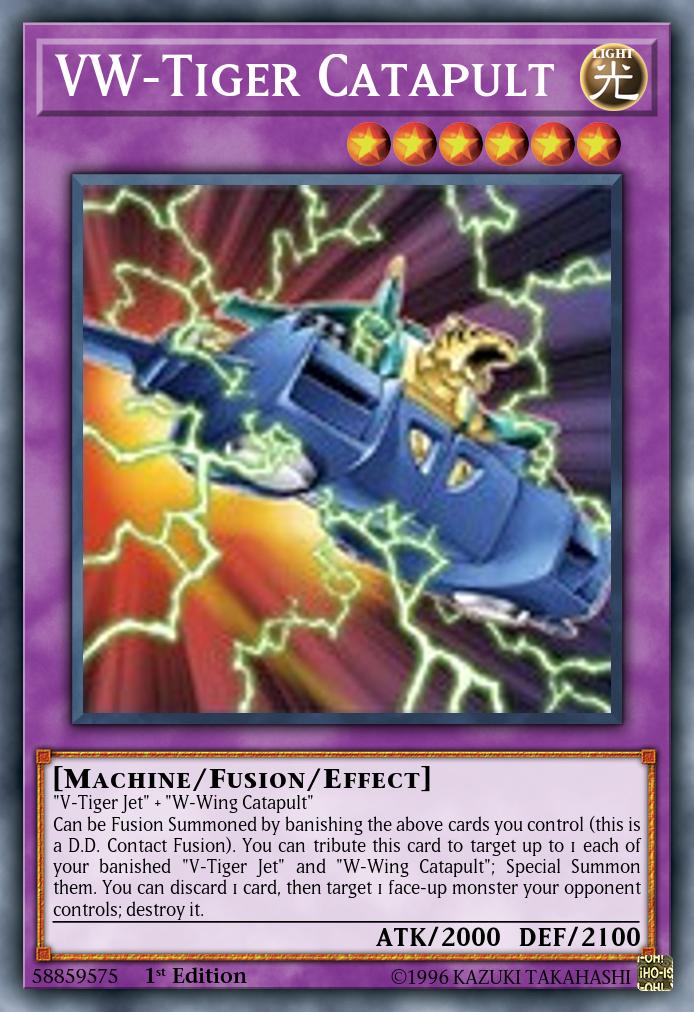 VW-Tiger Catapult
LIGHT
光
[Machine/Fusion/Effect]
"V-Tiger Jet" + "W-Wing Catapult"
Can be Fusion Summoned by banishing the above cards you control (this is
a D.D. Contact Fusion). You can tribute this card to target up to 1 each of
your banished "V-Tiger Jet" and "W-Wing Catapult"; Special Summon
them. You can discard 1 card, then target 1 face-up monster your opponent
controls; destroy it.
ATK/2000 DEF/2100
58859575 1st Edition ©1996 KAZUKI TAKAHASHI